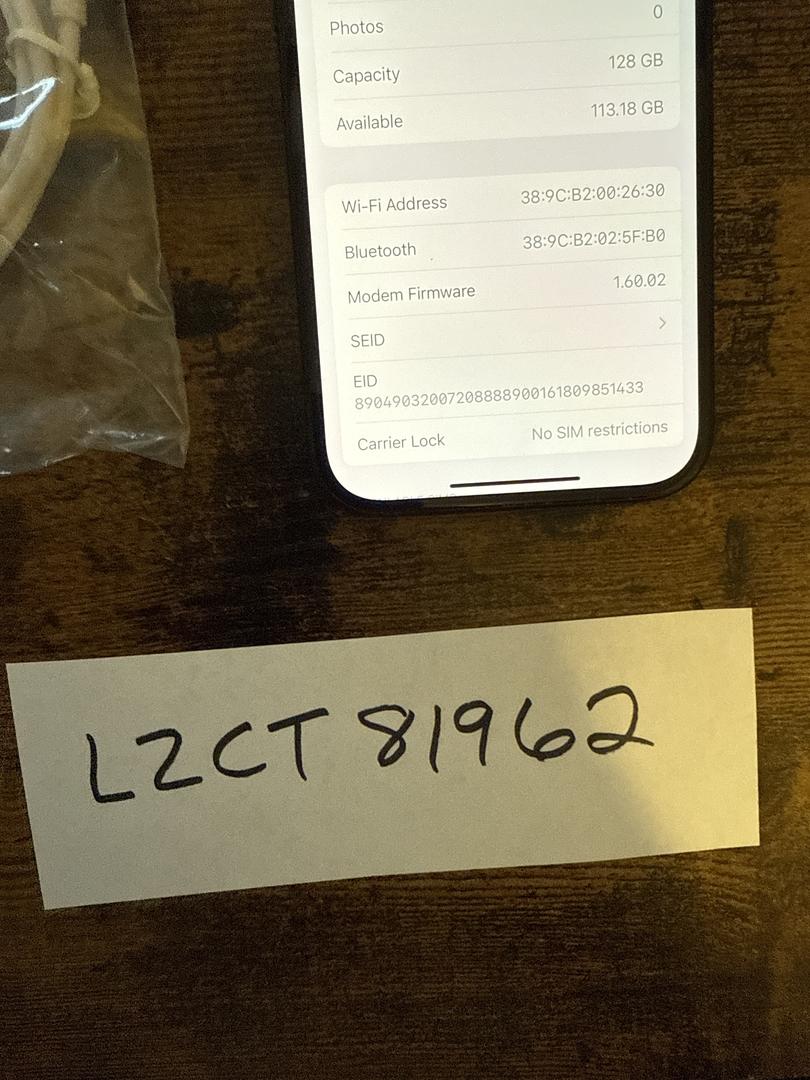 Photos 0
Capacity 128 GB
Available 113.18 GB
Wi-Fi Address 38:9C:B2:00:26:30
Bluetooth 38:9C:B2:02:5F:B0
Modem Firmware 1.60.02
SEID
EID
89049032007208888900161809851433
Carrier Lock No SIM restrictions
LZCT81962